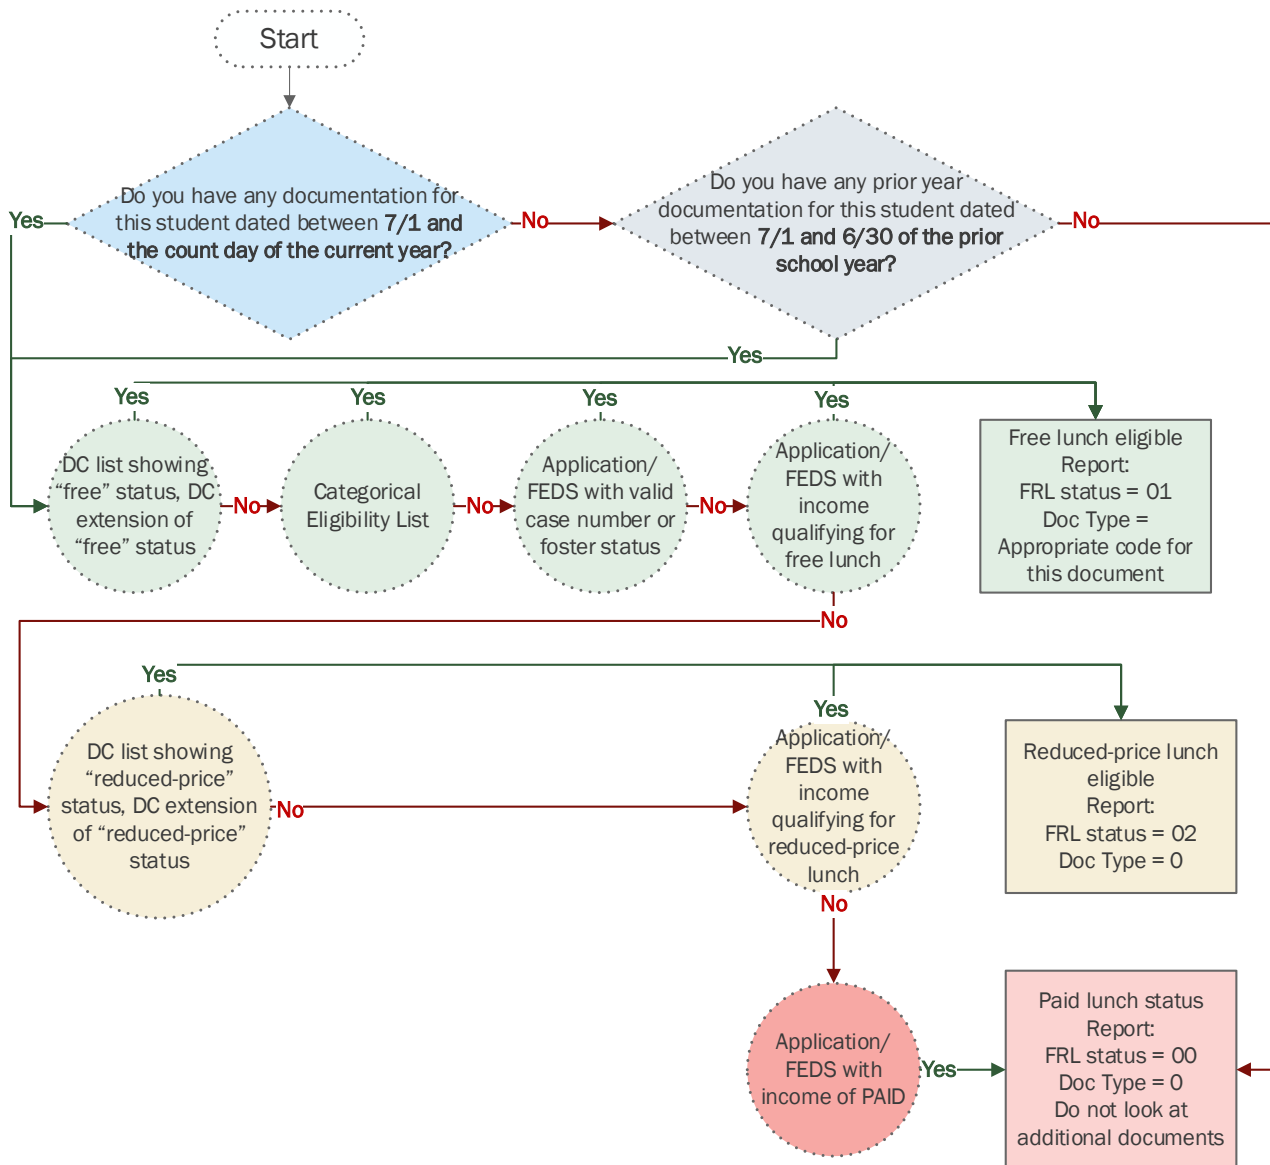 Start
Do you have any documentation for
this student dated between 7/1 and
the count day of the current year?
Yes
No
Do you have any prior year
documentation for this student dated
between 7/1 and 6/30 of the prior
school year?
No
Yes
Yes
Yes
Yes
Yes
DC list showing
“free” status, DC
extension of
“free” status
No
Categorical
Eligibility List
No
Application/
FEDS with valid
case number or
foster status
No
Application/
FEDS with
income
qualifying for
free lunch
Free lunch eligible
Report:
FRL status = 01
Doc Type =
Appropriate code for
this document
No
Yes
DC list showing
“reduced-price”
status, DC extension
of “reduced-price”
status
No
Yes
Application/
FEDS with
income
qualifying for
reduced-price
lunch
Reduced-price lunch
eligible
Report:
FRL status = 02
Doc Type = 0
No
Application/
FEDS with
income of PAID
Yes
Paid lunch status
Report:
FRL status = 00
Doc Type = 0
Do not look at
additional documents